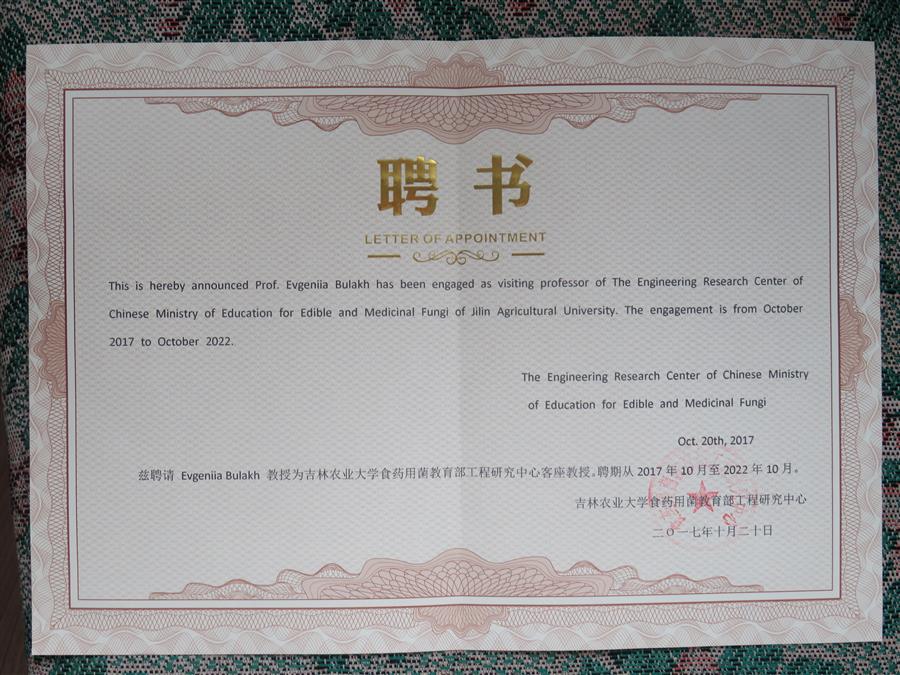 聘书
LETTER OF APPOINTMENT
This is hereby announced Prof. Evgeniia Bulakh has been engaged as visiting professor of The Engineering Research Center of
Chinese Ministry of Education for Edible and Medicinal Fungi of Jilin Agricultural University. The engagement is from October
2017 to October 2022.
The Engineering Research Center of Chinese Ministry
of Education for Edible and Medicinal Fungi
Oct. 20th, 2017
兹聘请 Evgeniia Bulakh 教授为吉林农业大学食药用菌教育部工程研究中心客座教授。聘期从 2017 年 10 月至 2022 年 10 月。
吉林农业大学食药用菌教育部工程研究中心
二〇一七年十月二十日